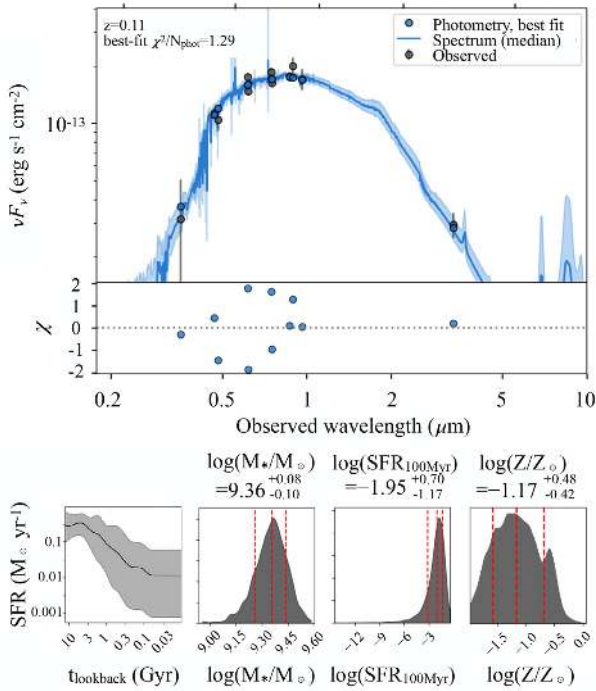 z=0.11
best-fit χ²/Nphot=1.29
Photometry, best fit
Spectrum (median)
Observed
νFν (erg s⁻¹ cm⁻²)
10⁻¹³
χ
2
1
0
-1
-2
0.2 0.5 1 2 5 10
Observed wavelength (μm)
log(M*/M☉) =9.36 +0.08 -0.10
log(SFR100Myr) =−1.95 +0.70 -1.17
log(Z/Z☉) =−1.17 +0.48 -0.42
SFR (M☉ yr⁻¹)
0.1
0.01
0.001
10 3 1 0.3 0.1 0.03
tlookback (Gyr)
9.00 9.15 9.30 9.45 9.60
log(M*/M☉)
−12 −9 −6 −3
log(SFR100Myr)
−1.5 −1.0 −0.5 0.0
log(Z/Z☉)